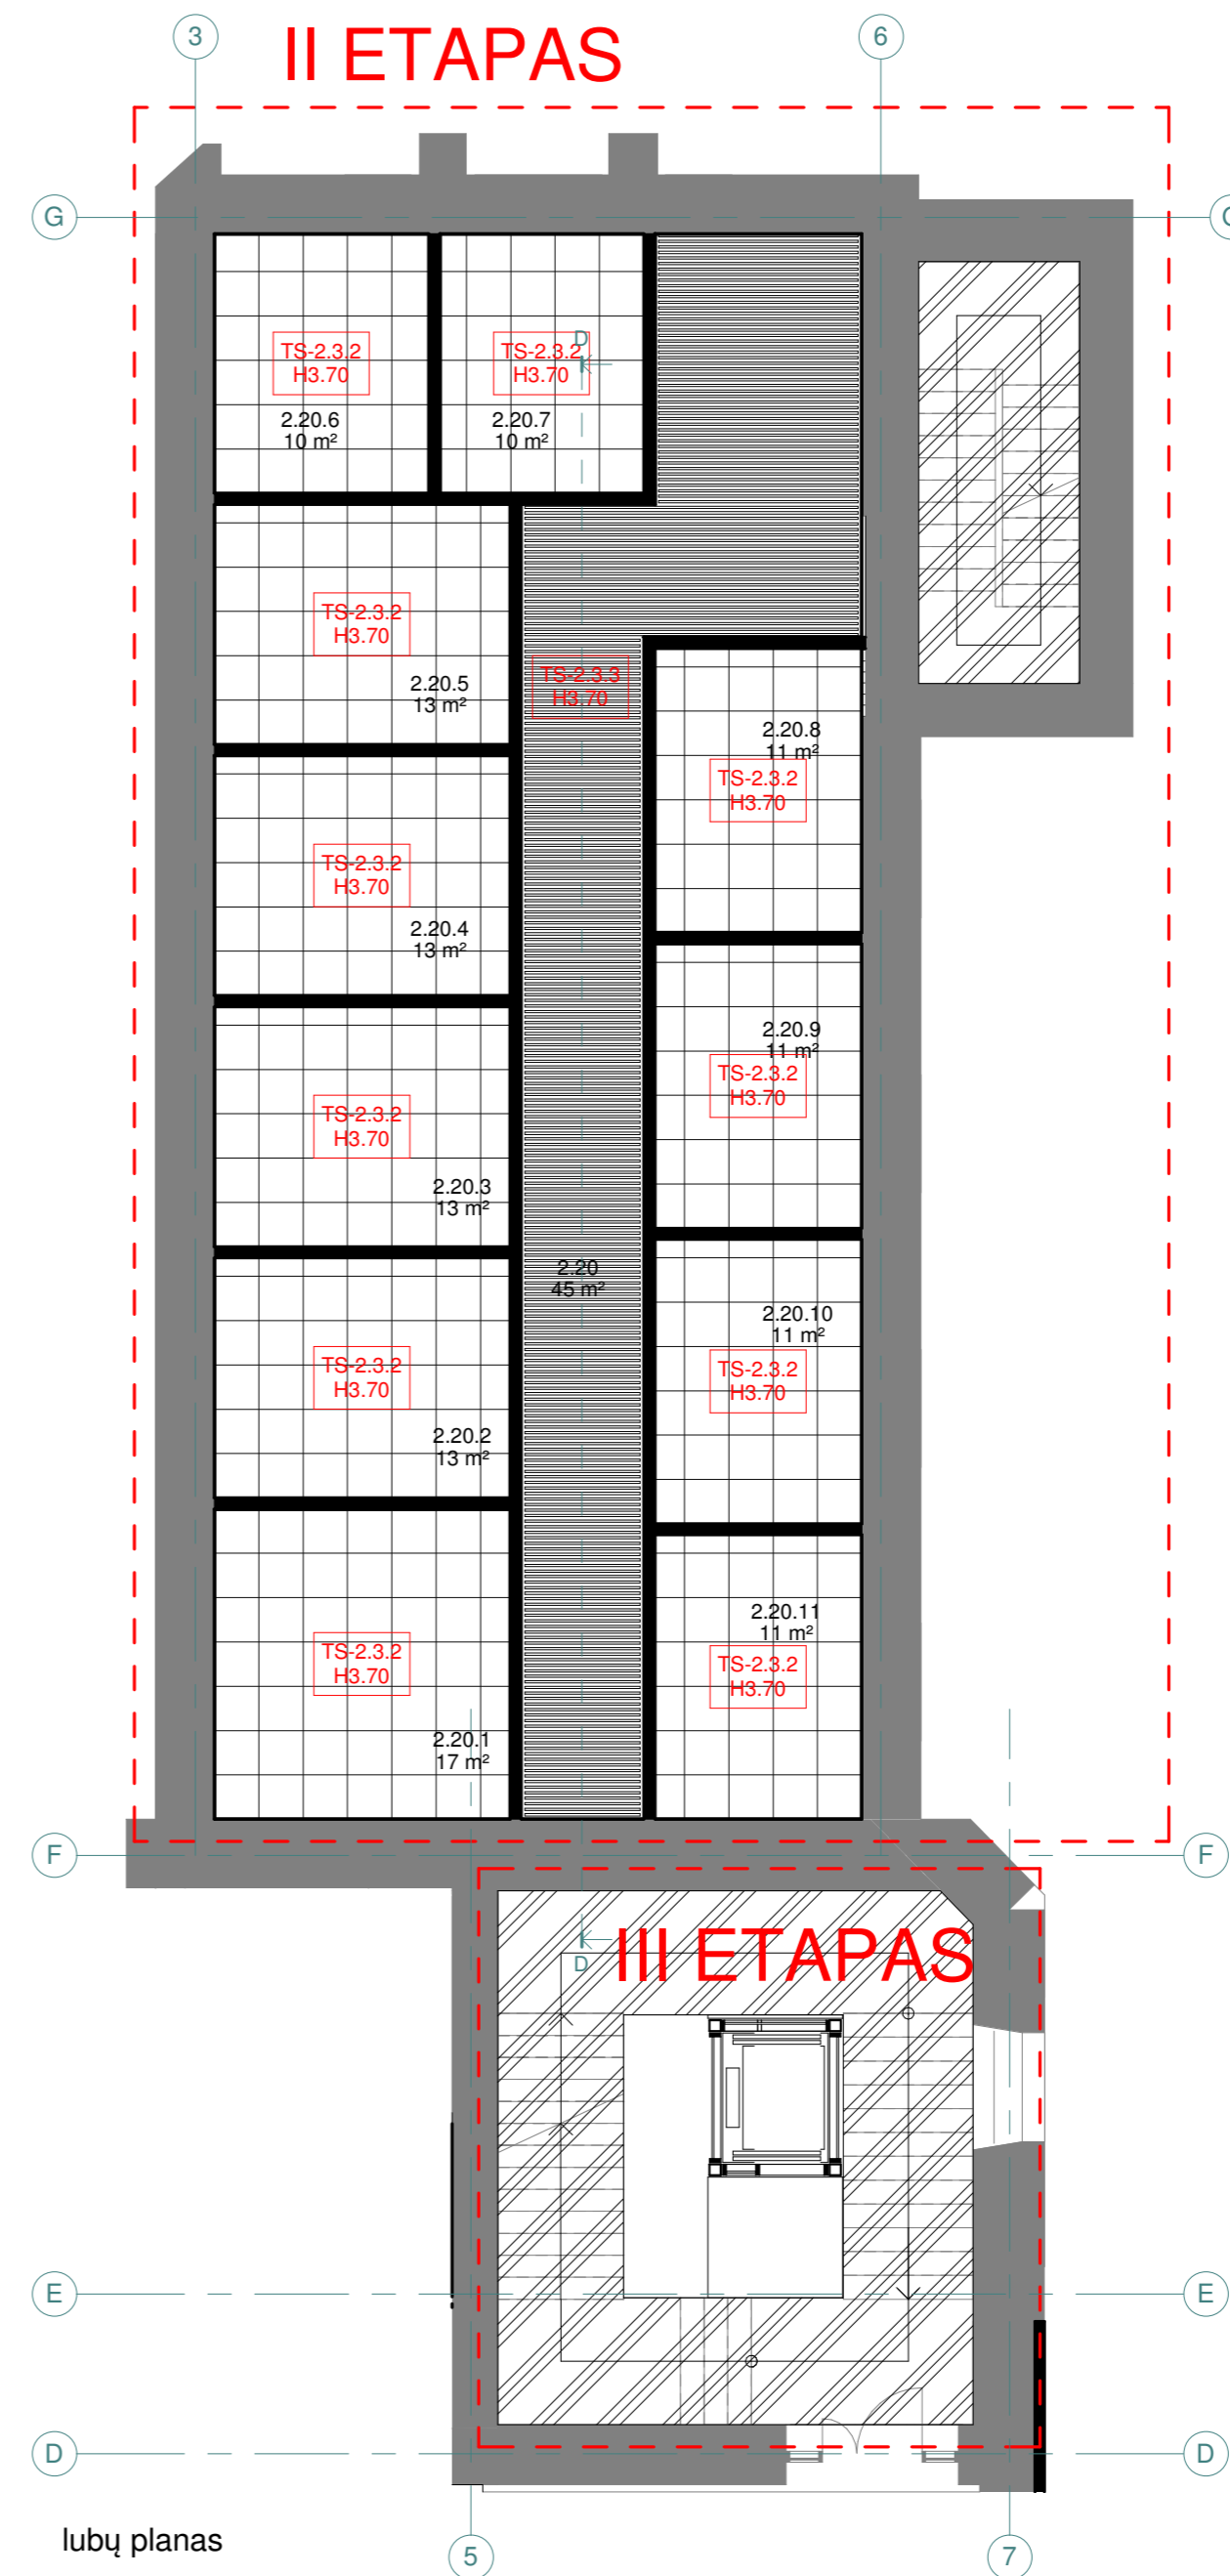 II ETAPAS
3
6
G
TS-2.3.2
H3.70
2.20.6
10 m²
TS-2.3.2
H3.70
2.20.7
10 m²
D
TS-2.3.2
H3.70
2.20.5
13 m²
TS-2.3.3
H3.70
2.20.8
11 m²
TS-2.3.2
H3.70
TS-2.3.2
H3.70
2.20.4
13 m²
2.20.9
11 m²
TS-2.3.2
H3.70
TS-2.3.2
H3.70
2.20.3
13 m²
2.20
45 m²
2.20.10
11 m²
TS-2.3.2
H3.70
TS-2.3.2
H3.70
2.20.2
13 m²
2.20.11
11 m²
TS-2.3.2
H3.70
TS-2.3.2
H3.70
2.20.1
17 m²
F
F
III ETAPAS
D
E
E
D
D
lubų planas
5
7